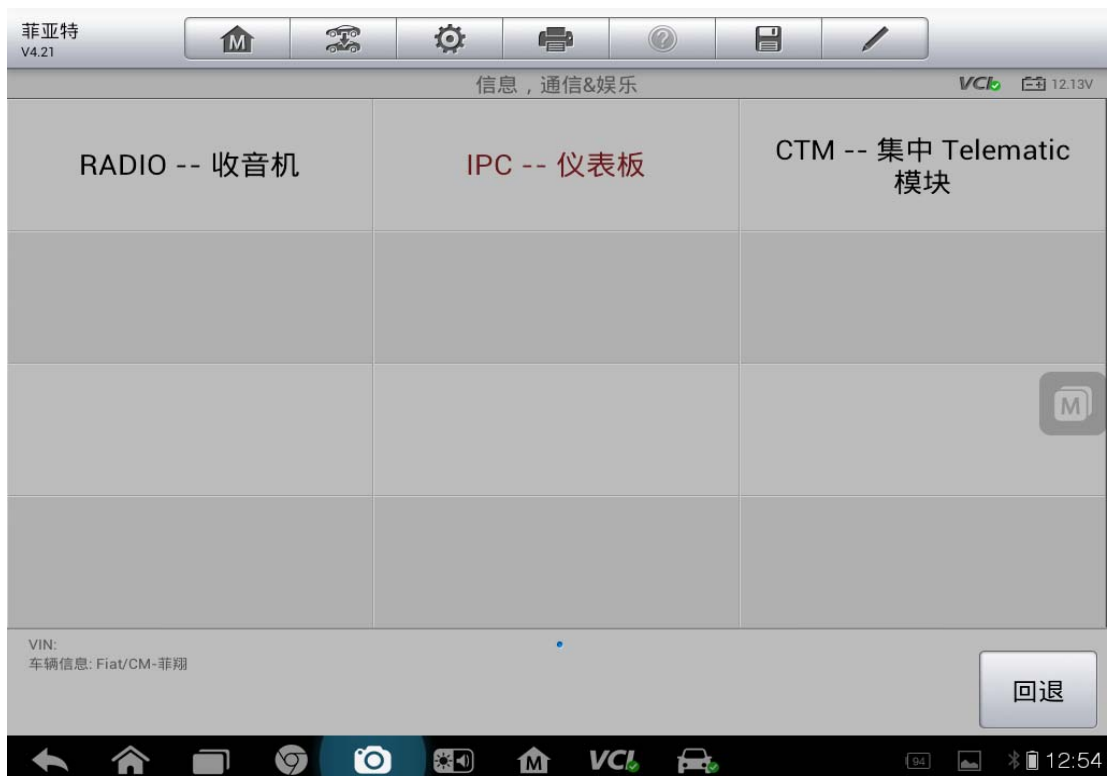 菲亚特
V4.21
M
信息，通信&娱乐
VCI
12.13V
RADIO -- 收音机
IPC -- 仪表板
CTM -- 集中 Telematic
模块
M
VIN:
车辆信息: Fiat/CM-菲翔
回退
M
VCI
94
12:54